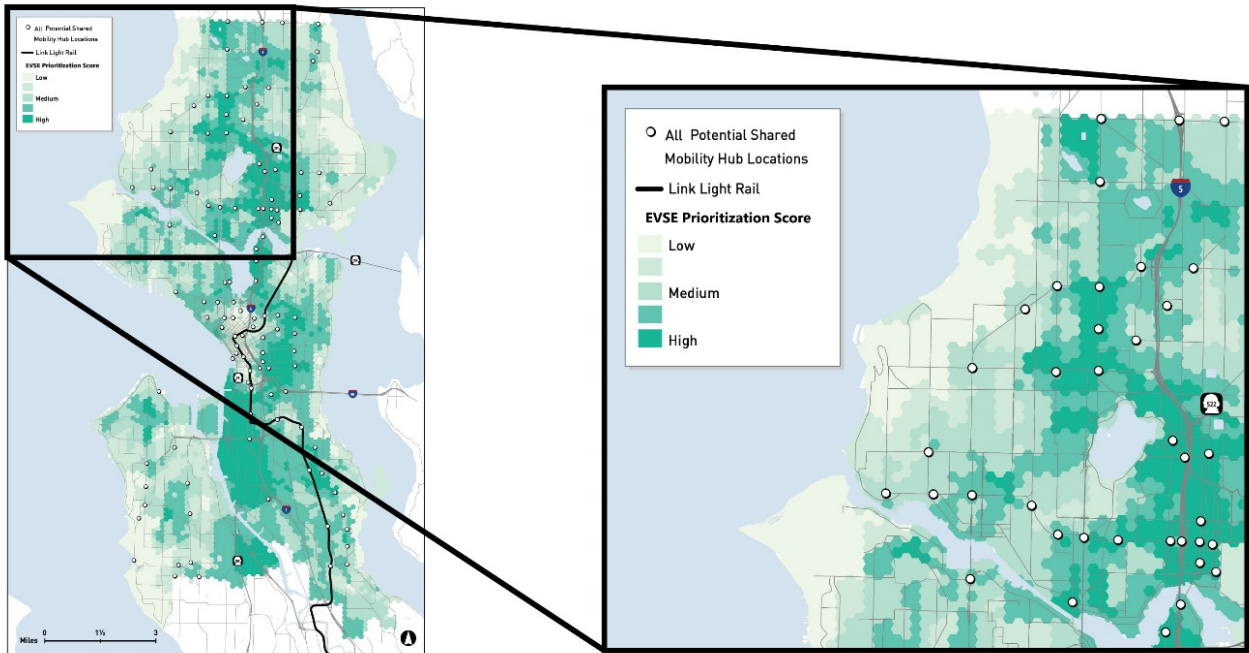 All Potential Shared
Mobility Hub Locations
Link Light Rail
EVSE Prioritization Score
Low
Medium
High
5
Miles 0 1½ 3
All Potential Shared
Mobility Hub Locations
Link Light Rail
EVSE Prioritization Score
Low
Medium
High
5
522